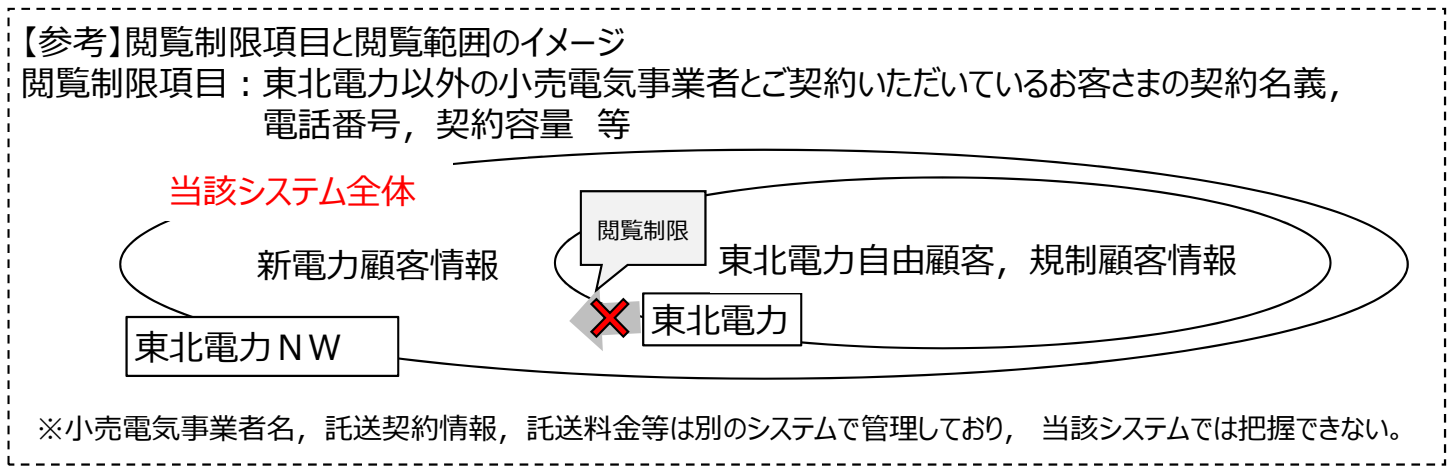 【参考】閲覧制限項目と閲覧範囲のイメージ
閲覧制限項目：東北電力以外の小売電気事業者とご契約いただいているお客さまの契約名義，
電話番号，契約容量　等
当該システム全体
閲覧制限
新電力顧客情報
東北電力自由顧客，規制顧客情報
東北電力
東北電力ＮＷ
※小売電気事業者名，託送契約情報，託送料金等は別のシステムで管理しており，　当該システムでは把握できない。